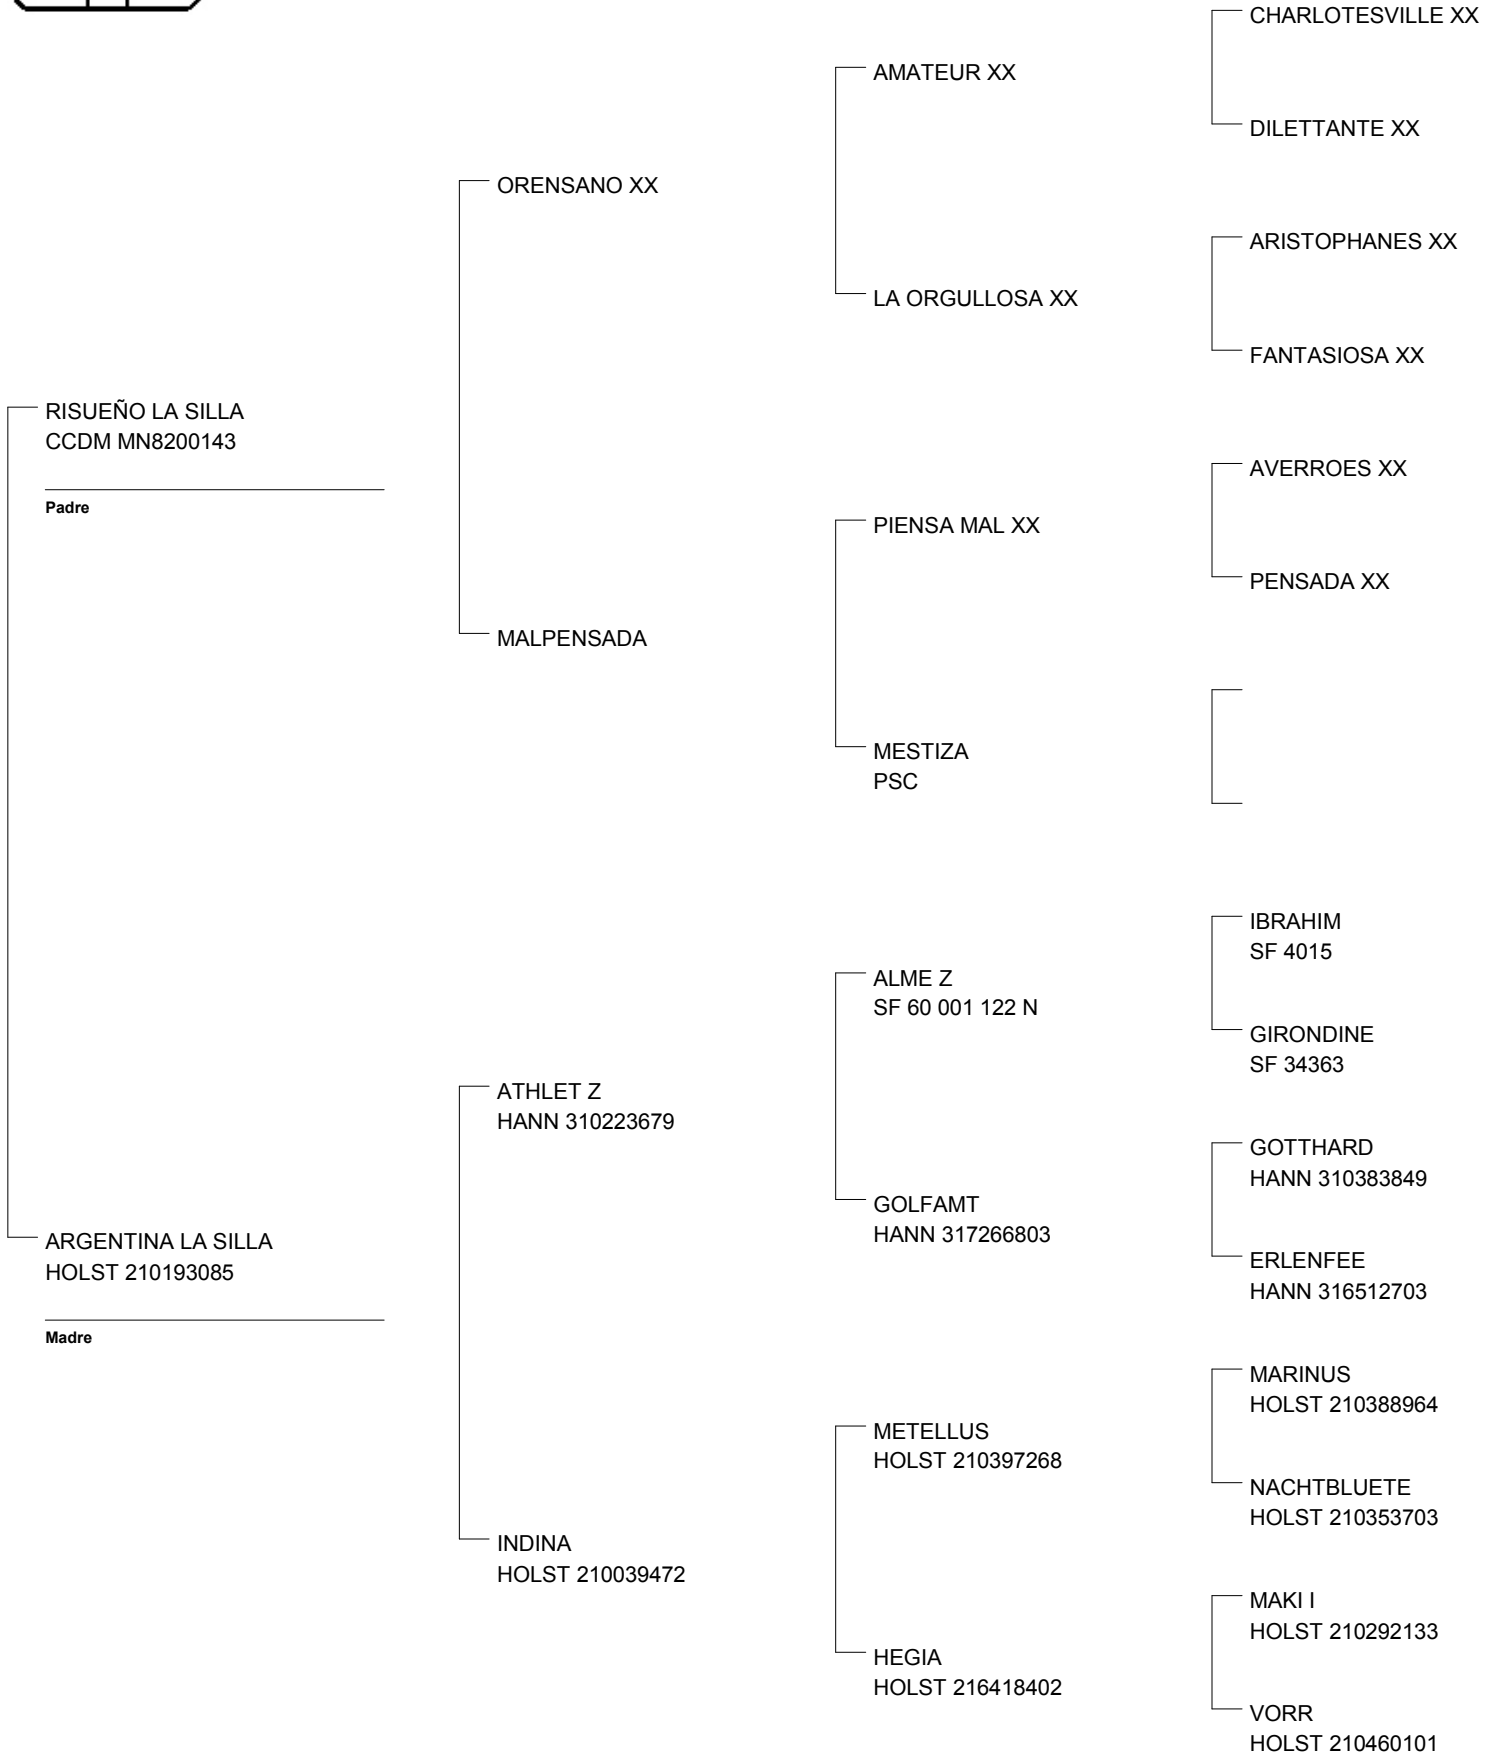 CHARLOTESVILLE XX
AMATEUR XX
DILETTANTE XX
ORENSANO XX
ARISTOPHANES XX
LA ORGULLOSA XX
FANTASIOSA XX
RISUEÑO LA SILLA
CCDM MN8200143
Padre
AVERROES XX
PIENSA MAL XX
PENSADA XX
MALPENSADA
MESTIZA
PSC
IBRAHIM
SF 4015
ALME Z
SF 60 001 122 N
GIRONDINE
SF 34363
ATHLET Z
HANN 310223679
GOTTHARD
HANN 310383849
GOLFAMT
HANN 317266803
ERLENFEE
HANN 316512703
ARGENTINA LA SILLA
HOLST 210193085
Madre
MARINUS
HOLST 210388964
METELLUS
HOLST 210397268
NACHTBLUETE
HOLST 210353703
INDINA
HOLST 210039472
MAKI I
HOLST 210292133
HEGIA
HOLST 216418402
VORR
HOLST 210460101